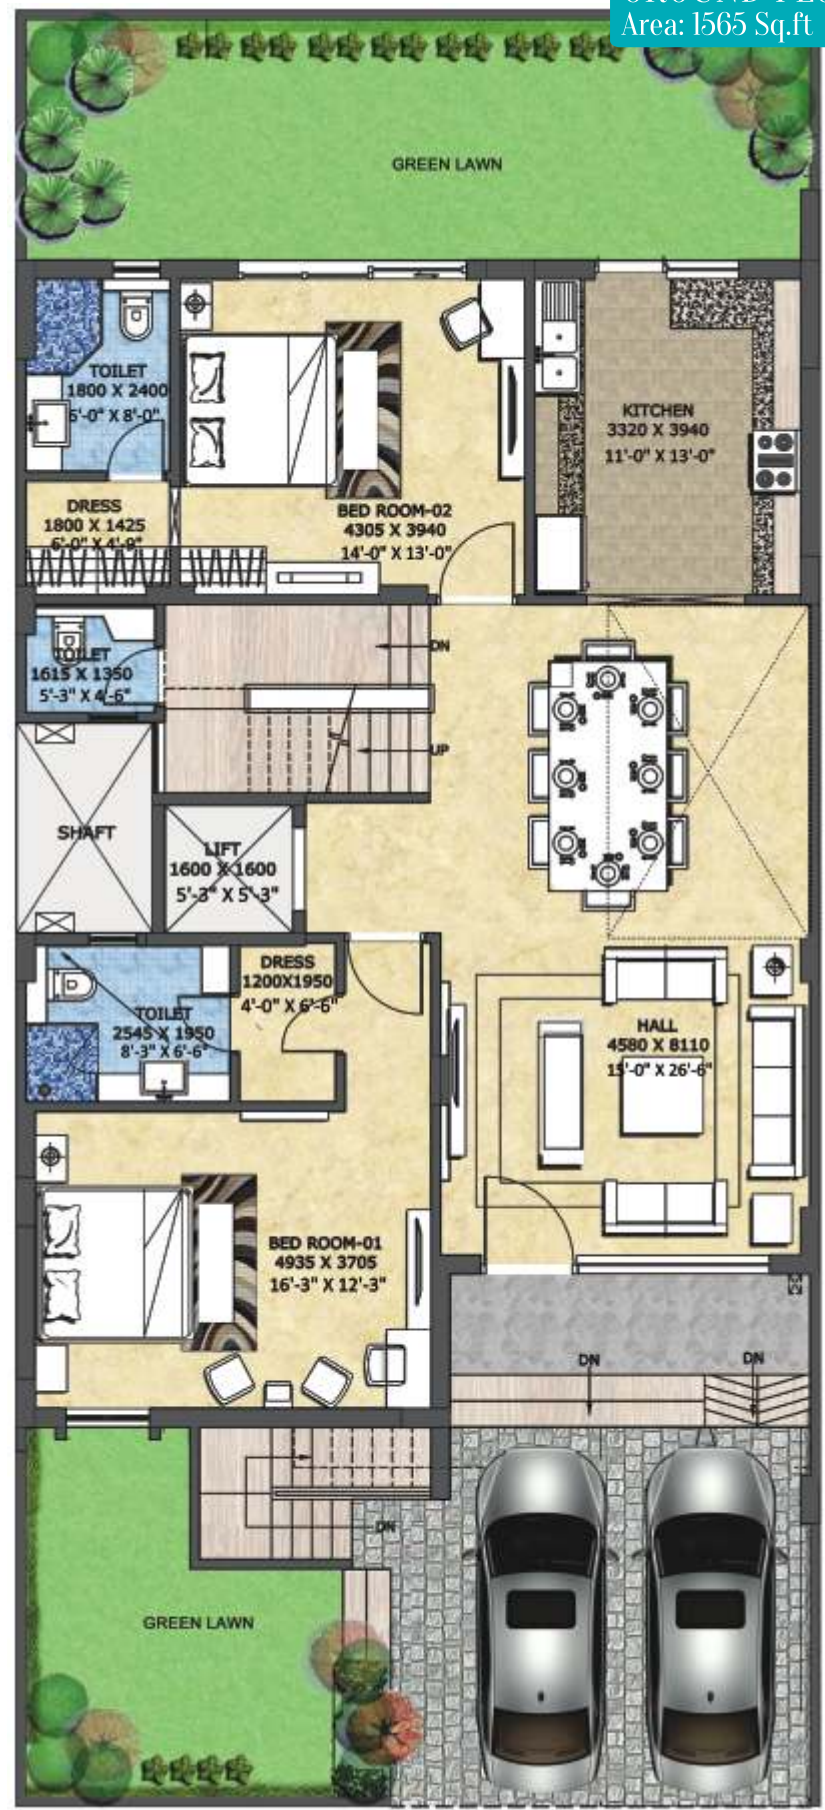 Area: 1565 Sq.ft
GREEN LAWN
TOILET
1800 X 2400
6'-0" X 8'-0"
KITCHEN
3320 X 3940
11'-0" X 13'-0"
DRESS
1800 X 1425
6'-0" X 4'-9"
BED ROOM-02
4305 X 3940
14'-0" X 13'-0"
TOILET
1615 X 1350
5'-3" X 4'-6"
DN
UP
SHAFT
LIFT
1600 X 1600
5'-3" X 5'-3"
DRESS
1200X1950
4'-0" X 6'-6"
TOILET
2545 X 1950
8'-3" X 6'-6"
HALL
4580 X 8110
15'-0" X 26'-6"
BED ROOM-01
4935 X 3705
16'-3" X 12'-3"
DN
DN
DN
GREEN LAWN